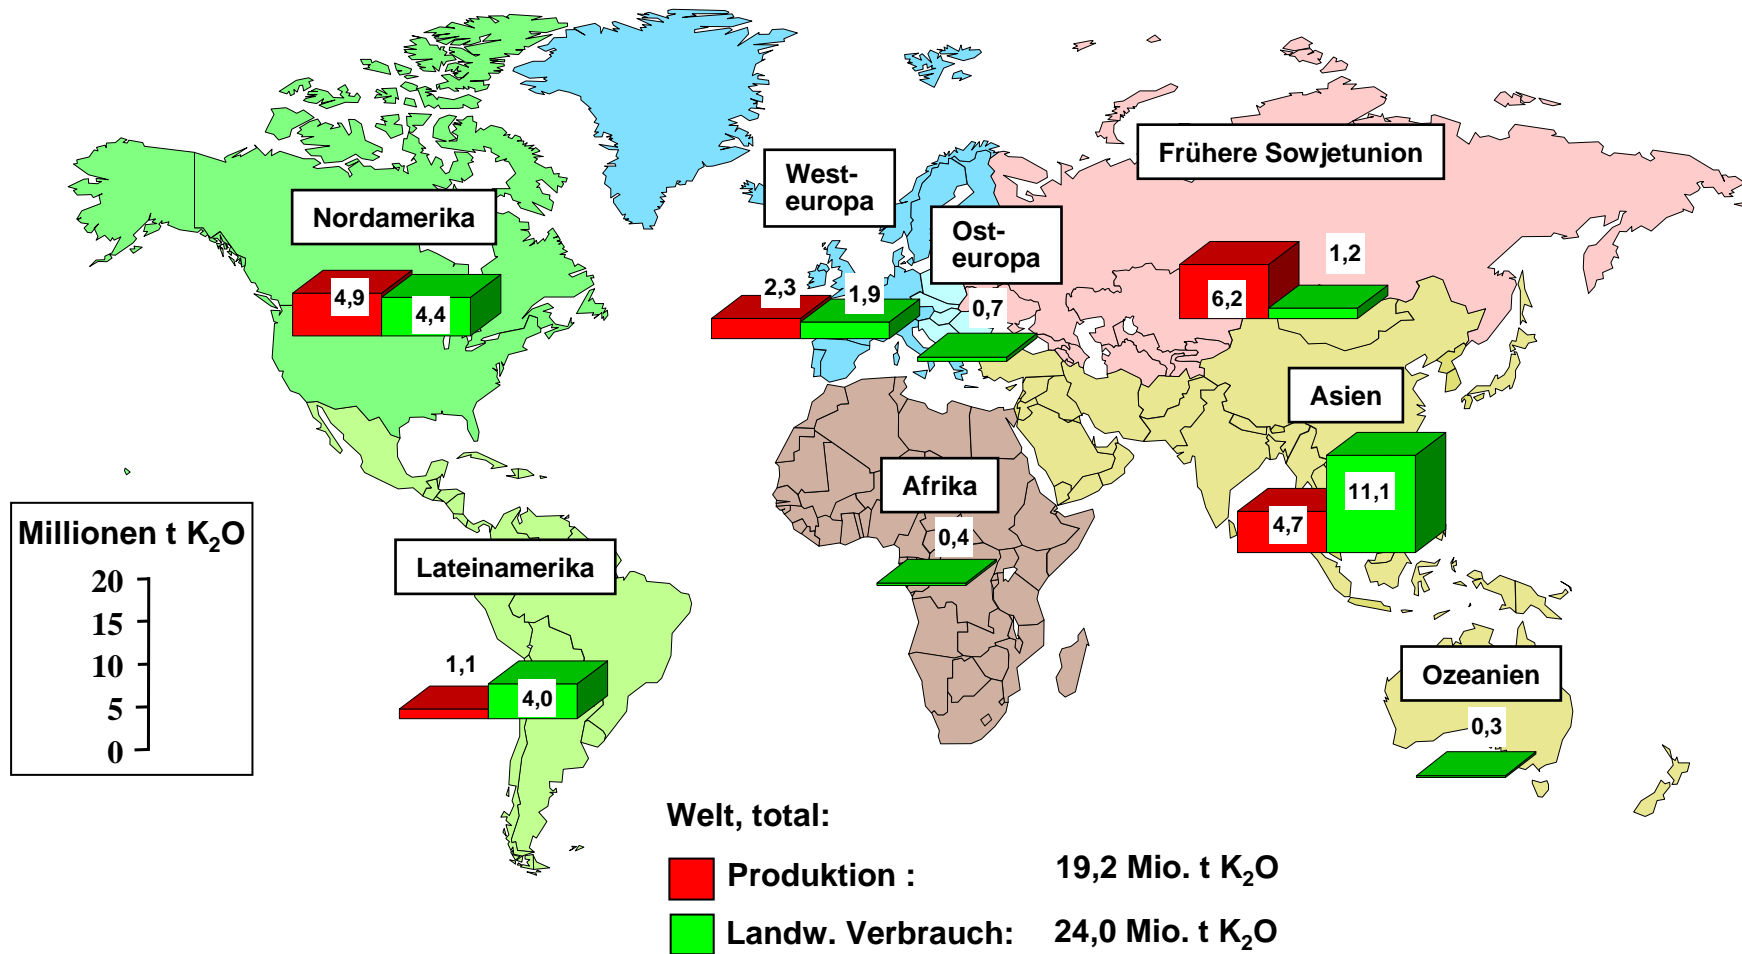 Frühere Sowjetunion
West-
europa
Nordamerika
Ost-
europa
1,2
2,3
1,9
4,9
4,4
0,7
6,2
Asien
Afrika
11,1
4,7
0,4
Millionen t K₂O
20
15
10
5
0
Lateinamerika
1,1
4,0
Ozeanien
0,3
Welt, total:
Produktion : 19,2 Mio. t K₂O
Landw. Verbrauch: 24,0 Mio. t K₂O